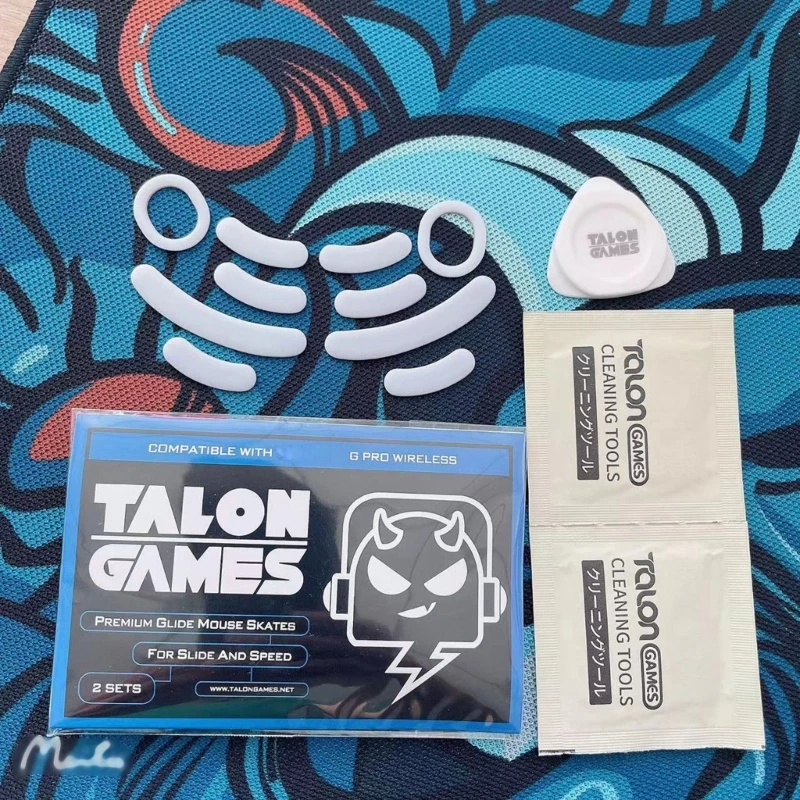 TALON
GAMES
COMPATIBLE WITH G PRO WIRELESS
TALON
GAMES
PREMIUM GLIDE MOUSE SKATES
FOR SLIDE AND SPEED
2 SETS
WWW.TALONGAMES.NET
TALON GAMES
CLEANING TOOLS
クリーニングツール
TALON GAMES
CLEANING TOOLS
クリーニングツール